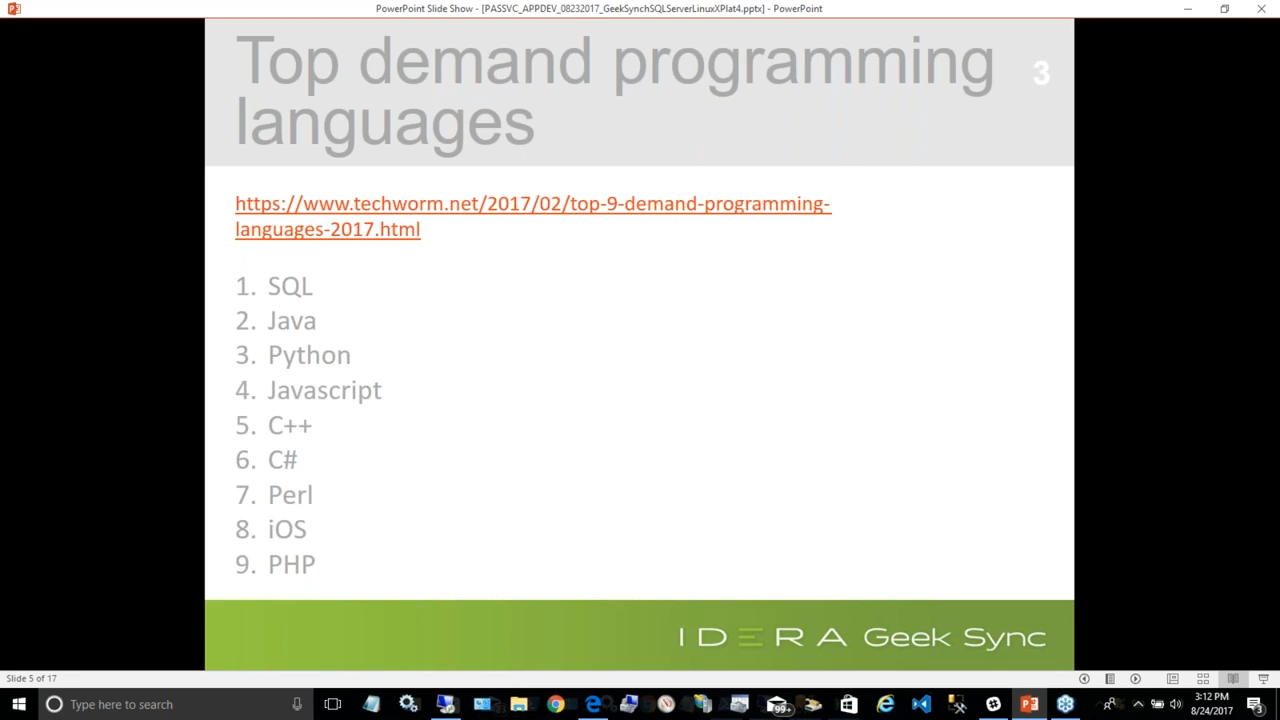 PowerPoint Slide Show - [PASSVC_APPDEV_08232017_GeekSynchSQLServerLinuxXPlat4.pptx] - PowerPoint
Top demand programming
languages
3
https://www.techworm.net/2017/02/top-9-demand-programming-
languages-2017.html
1. SQL
2. Java
3. Python
4. Javascript
5. C++
6. C#
7. Perl
8. iOS
9. PHP
IDERA Geek Sync
Slide 5 of 17
Type here to search
99+
3:12 PM
8/24/2017
3